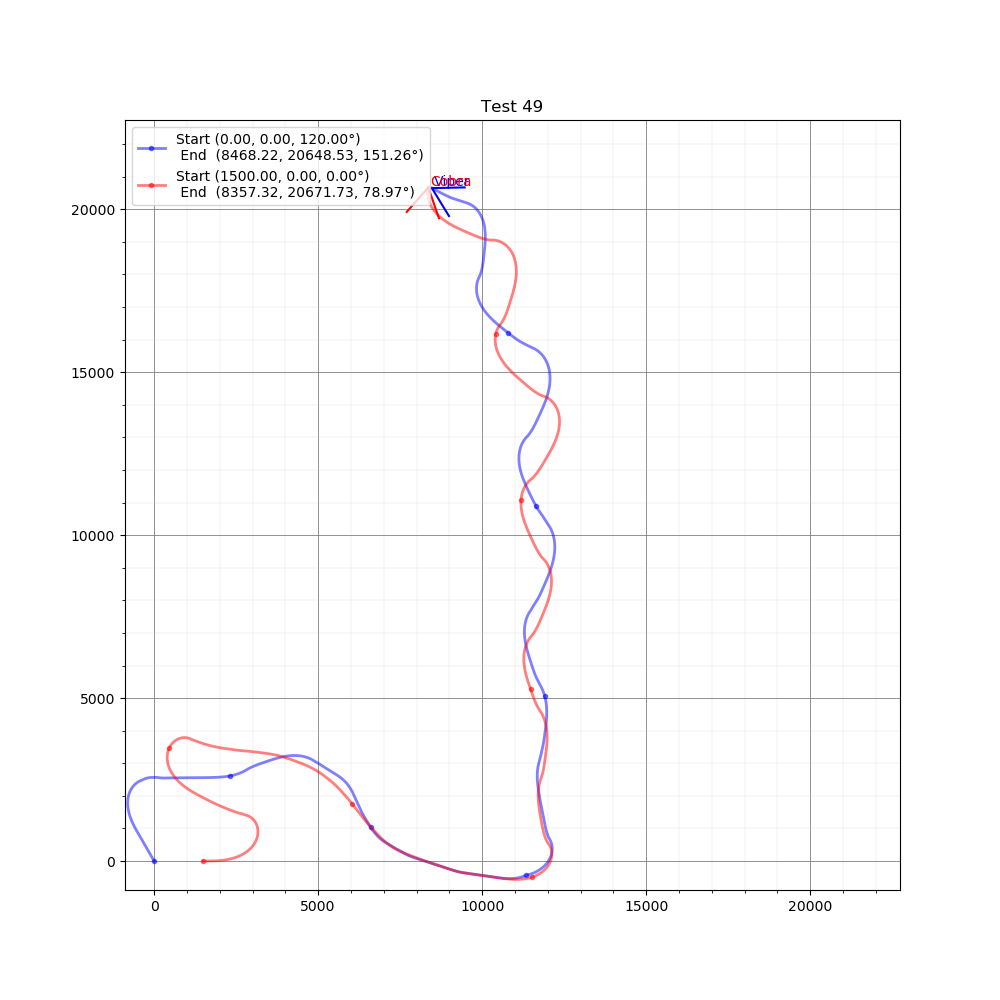 Test 49
Start (0.00, 0.00, 120.00°)
End (8468.22, 20648.53, 151.26°)
Start (1500.00, 0.00, 0.00°)
End (8357.32, 20671.73, 78.97°)
Viper
Cobra
20000
15000
10000
5000
0
0
5000
10000
15000
20000